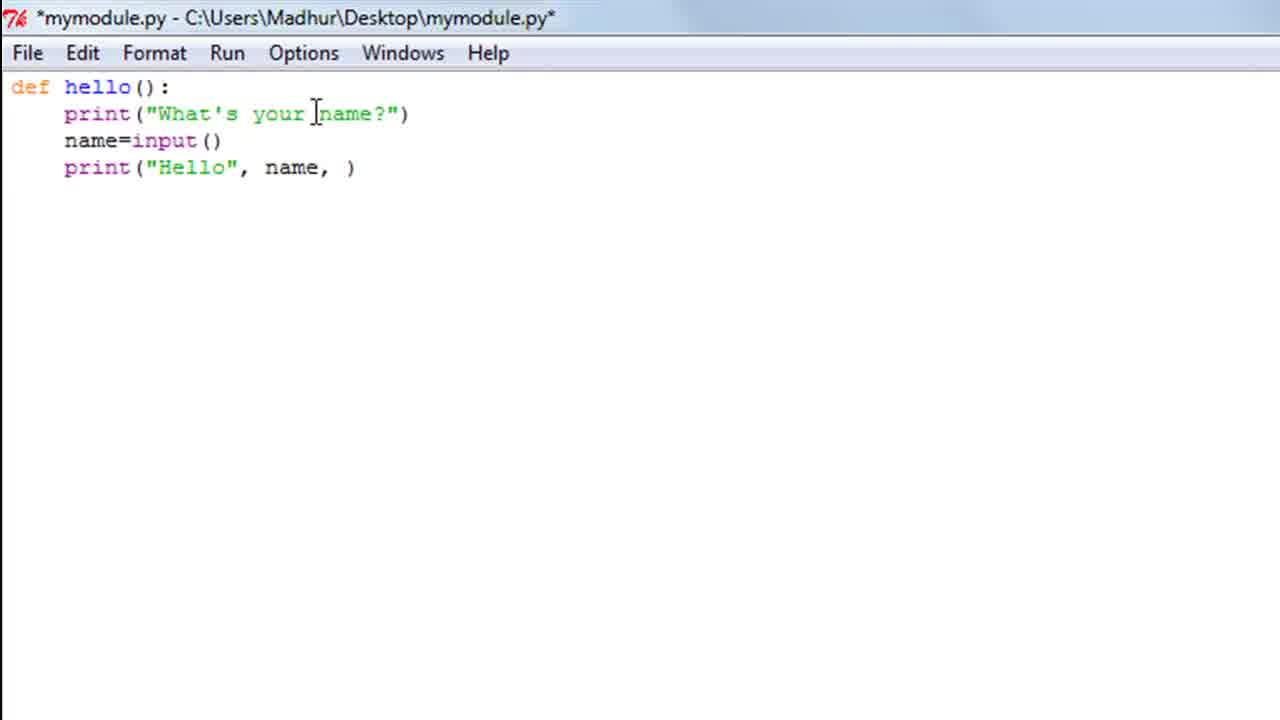 *mymodule.py - C:\Users\Madhur\Desktop\mymodule.py*
File Edit Format Run Options Windows Help
def hello():
    print("What's your name?")
    name=input()
    print("Hello", name, )